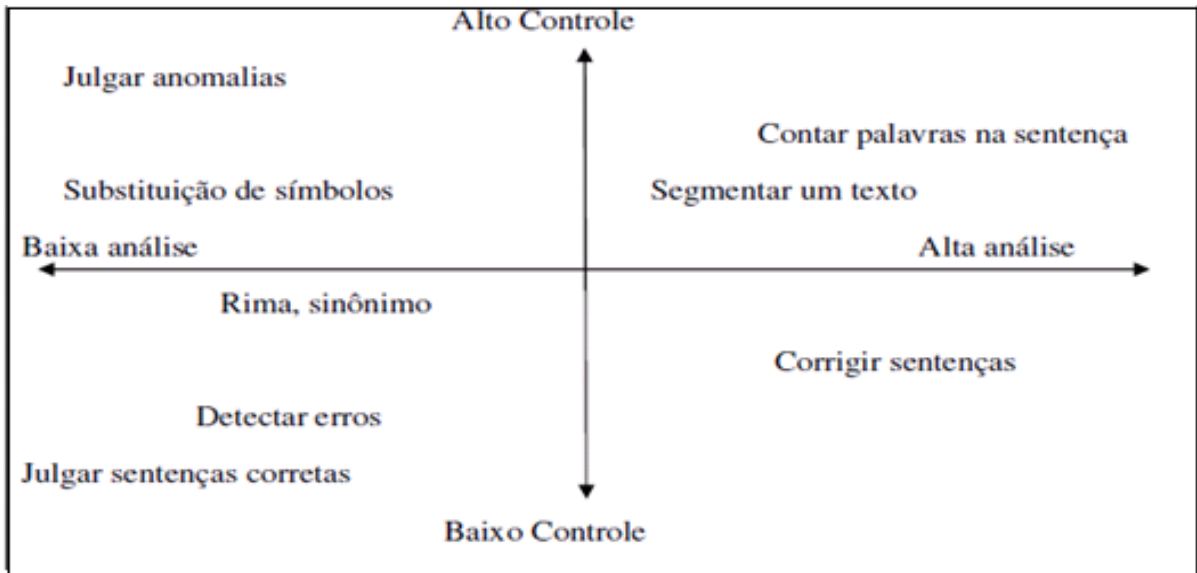 Alto Controle
Julgar anomalias
Contar palavras na sentença
Substituição de símbolos
Segmentar um texto
Baixa análise
Alta análise
Rima, sinônimo
Corrigir sentenças
Detectar erros
Julgar sentenças corretas
Baixo Controle